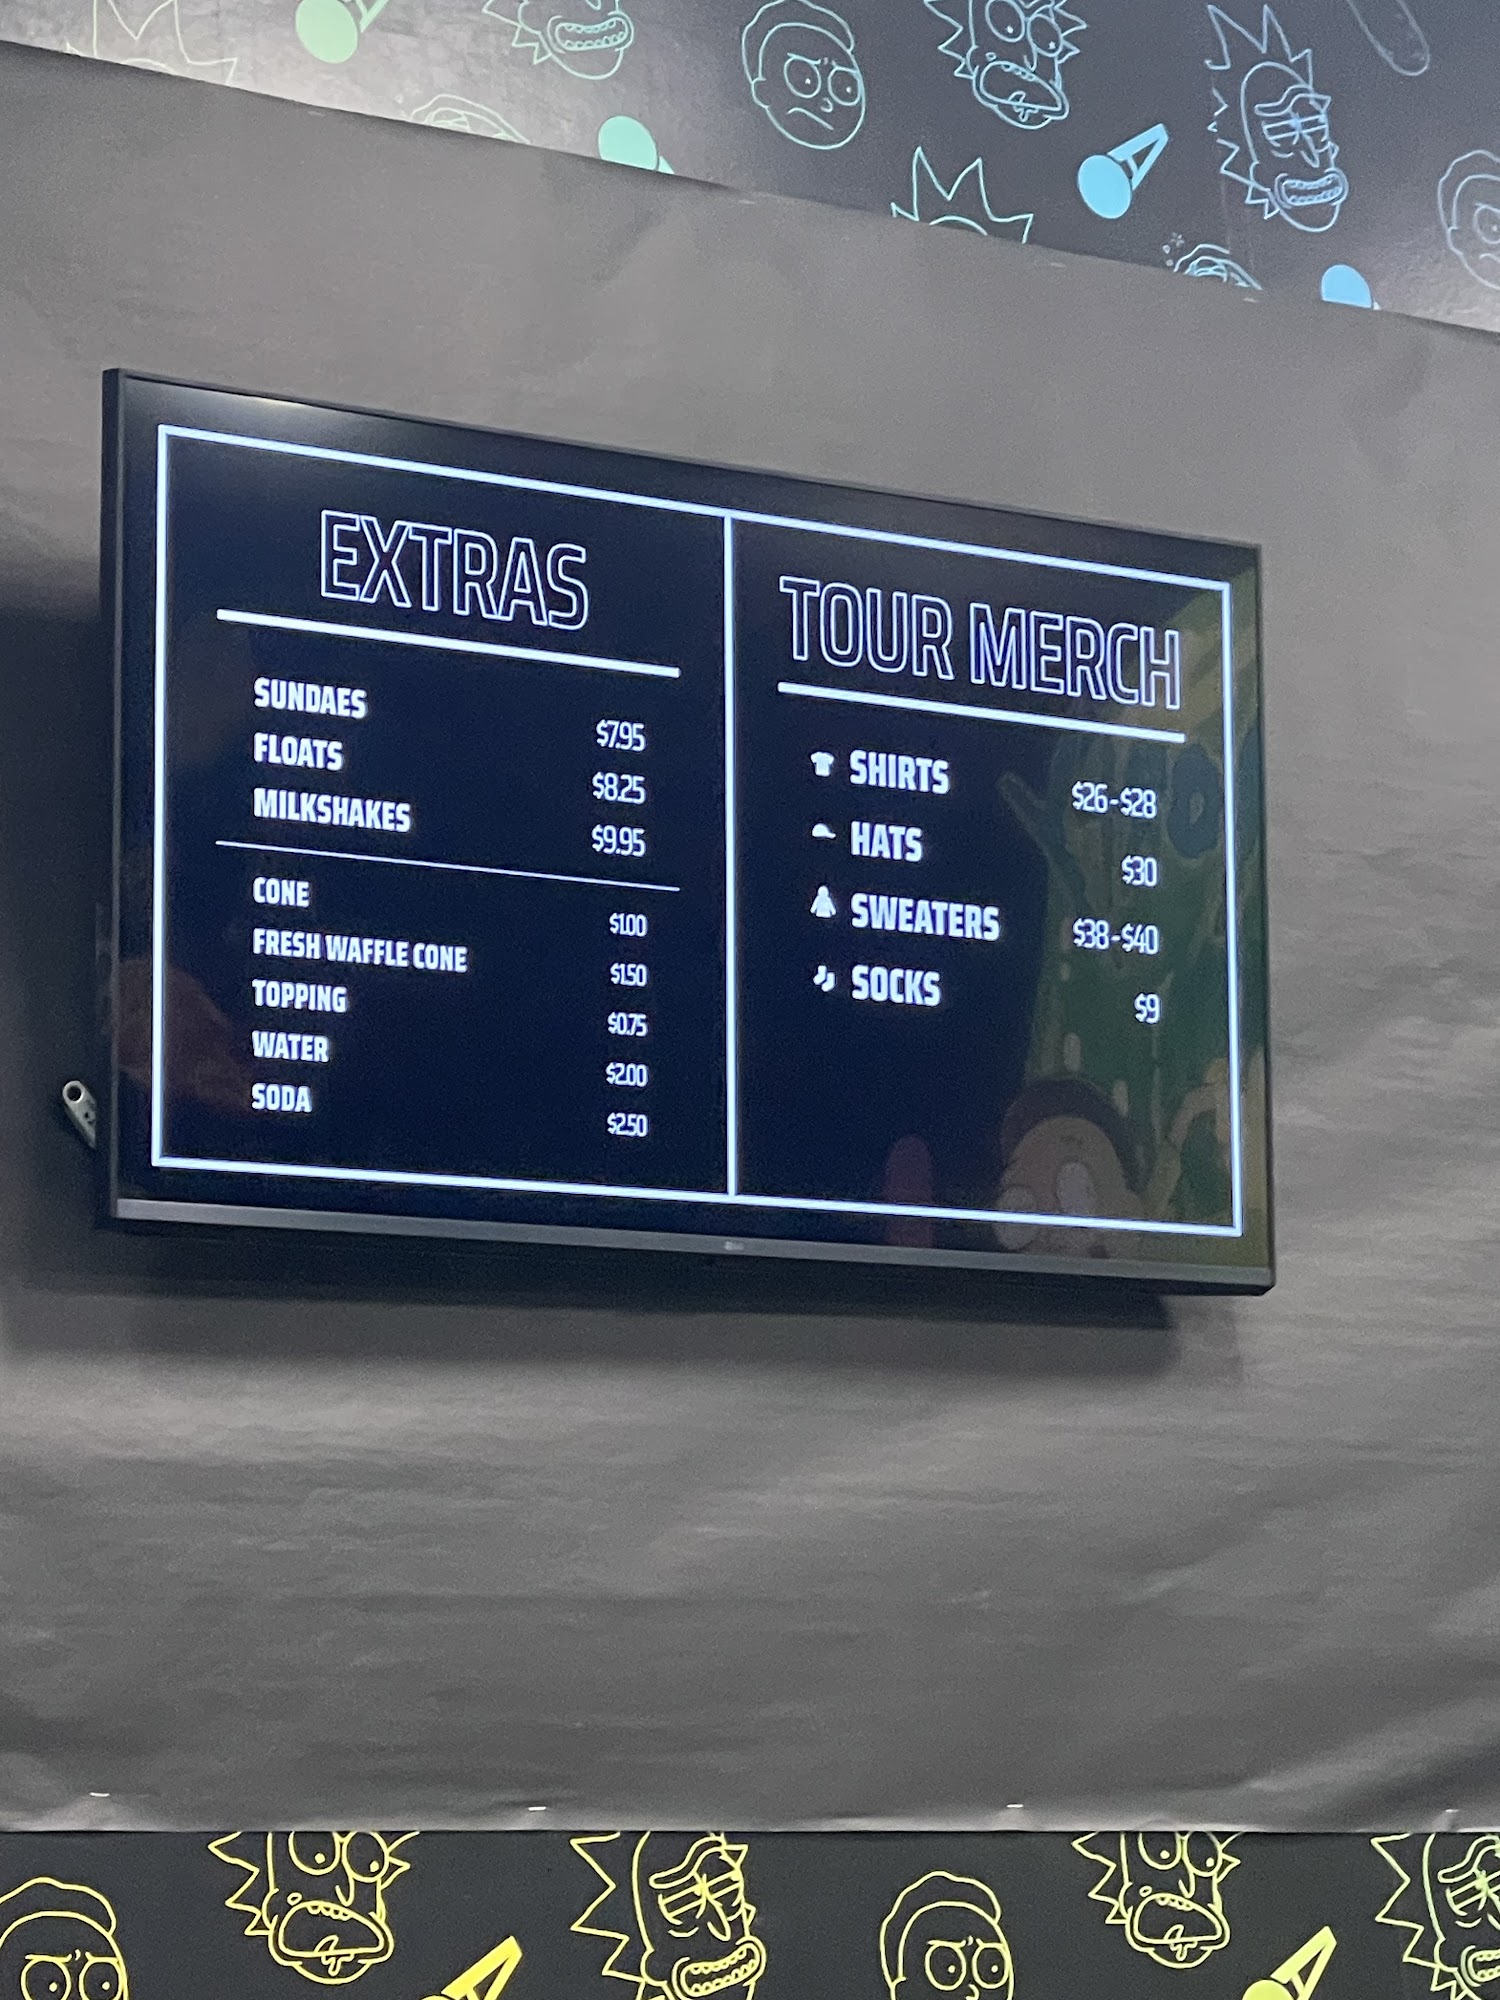 EXTRAS
SUNDAES $7.95
FLOATS $8.25
MILKSHAKES $9.95
CONE $1.00
FRESH WAFFLE CONE $1.50
TOPPING $0.75
WATER $2.00
SODA $2.50
TOUR MERCH
SHIRTS $26-$28
HATS $30
SWEATERS $38-$40
SOCKS $9